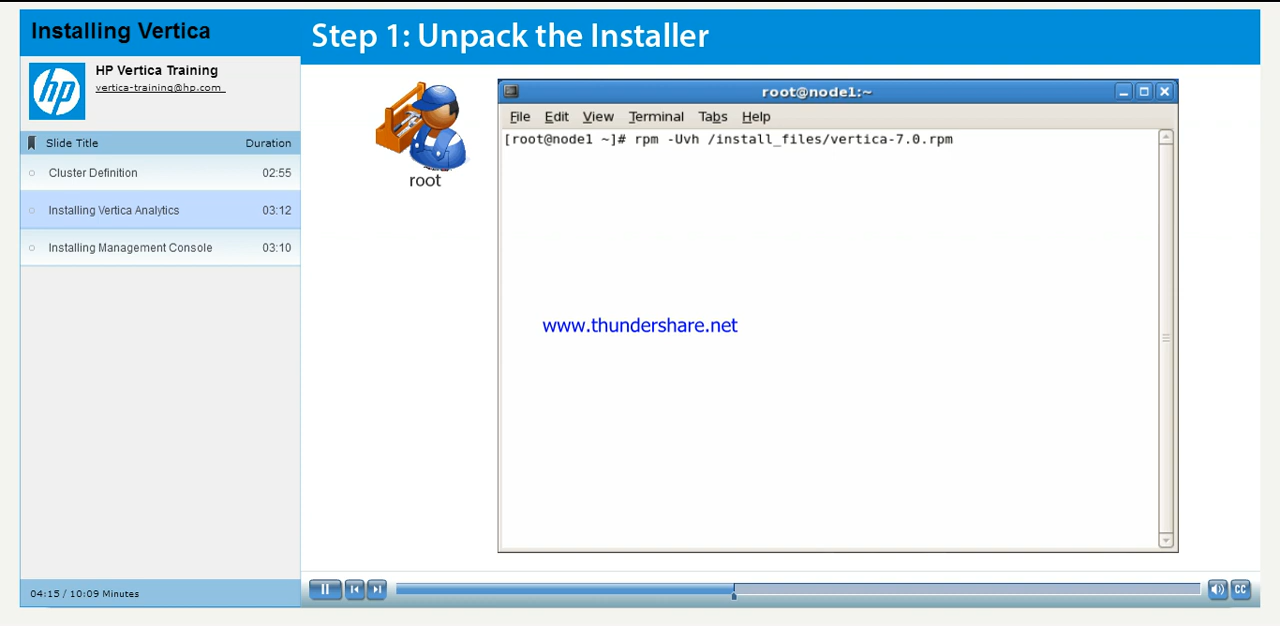 Installing Vertica
Step 1: Unpack the Installer
hp
HP Vertica Training
vertica-training@hp.com
Slide Title Duration
Cluster Definition 02:55
Installing Vertica Analytics 03:12
Installing Management Console 03:10
root
root@node1:~
File Edit View Terminal Tabs Help
[root@node1 ~]# rpm -Uvh /install_files/vertica-7.0.rpm
www.thundershare.net
04:15 / 10:09 Minutes
CC